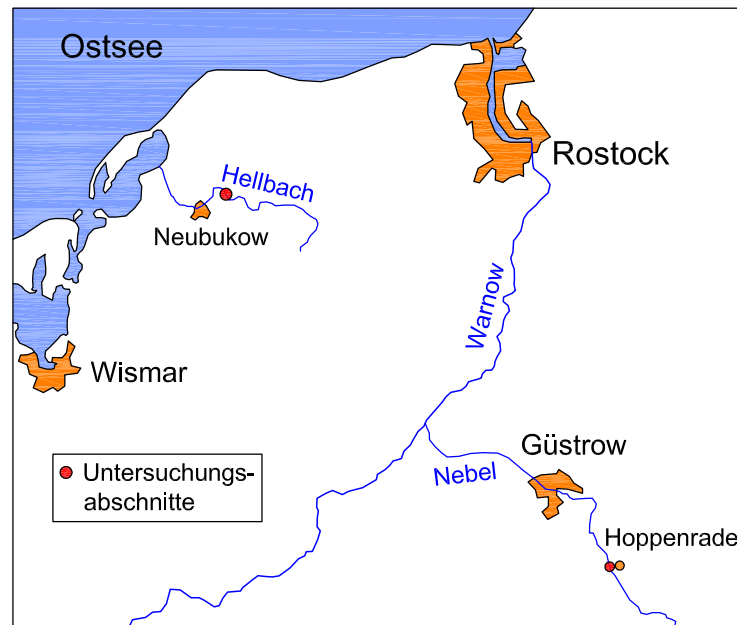 Ostsee
Rostock
Hellbach
Neubukow
Warnow
Wismar
Güstrow
Nebel
Untersuchungs-
abschnitte
Hoppenrade